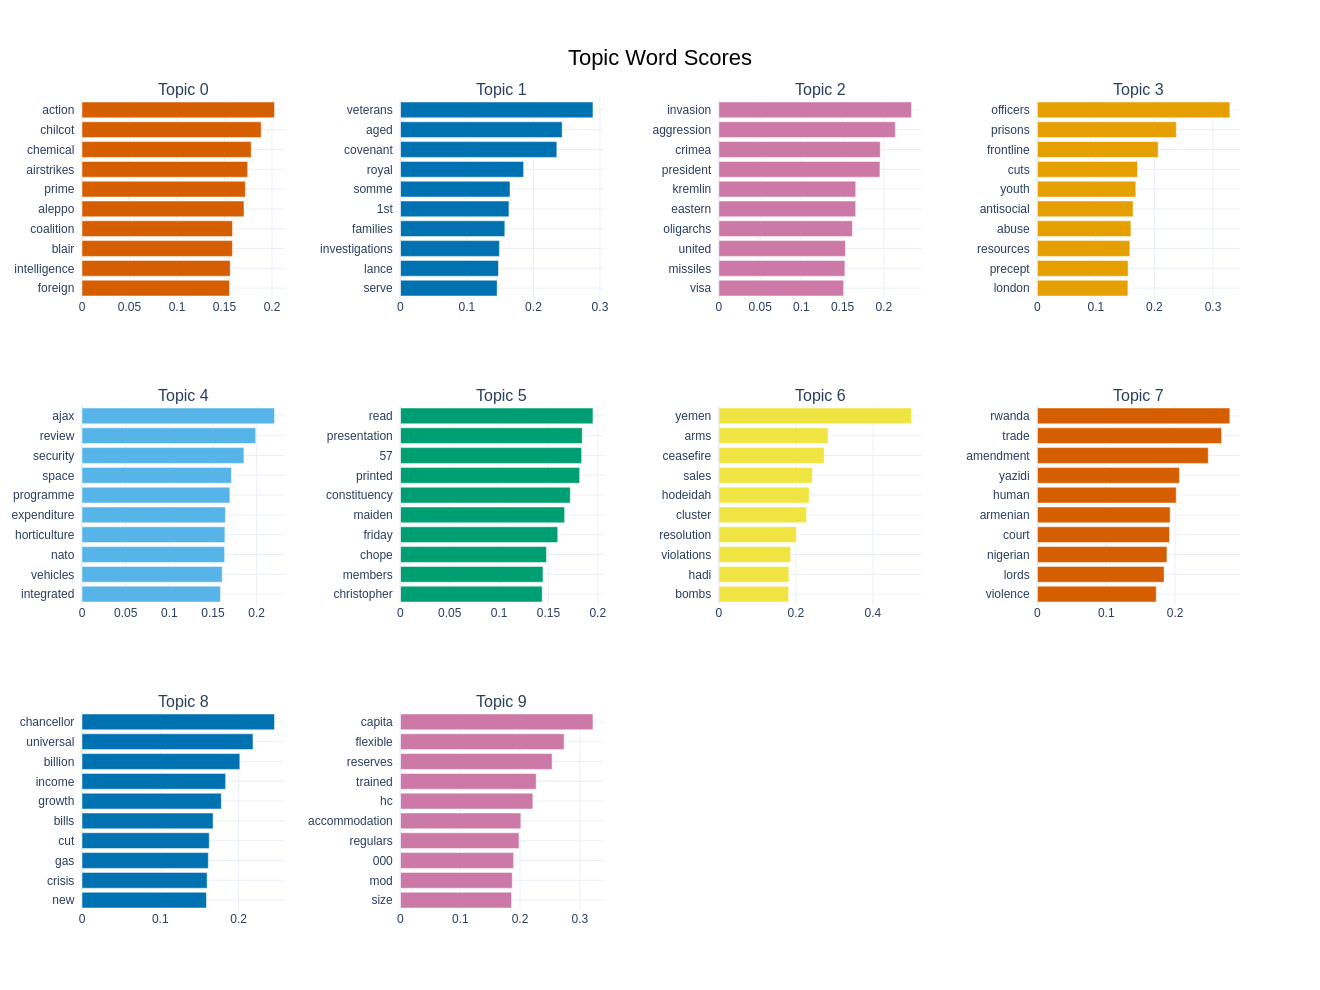 Topic Word Scores
Topic 0
action
chilcot
chemical
airstrikes
prime
aleppo
coalition
blair
intelligence
foreign
0 0.05 0.1 0.15 0.2
Topic 1
veterans
aged
covenant
royal
somme
1st
families
investigations
lance
serve
0 0.1 0.2 0.3
Topic 2
invasion
aggression
crimea
president
kremlin
eastern
oligarchs
united
missiles
visa
0 0.05 0.1 0.15 0.2
Topic 3
officers
prisons
frontline
cuts
youth
antisocial
abuse
resources
precept
london
0 0.1 0.2 0.3
Topic 4
ajax
review
security
space
programme
expenditure
horticulture
nato
vehicles
integrated
0 0.05 0.1 0.15 0.2
Topic 5
read
presentation
57
printed
constituency
maiden
friday
chope
members
christopher
0 0.05 0.1 0.15 0.2
Topic 6
yemen
arms
ceasefire
sales
hodeidah
cluster
resolution
violations
hadi
bombs
0 0.2 0.4
Topic 7
rwanda
trade
amendment
yazidi
human
armenian
court
nigerian
lords
violence
0 0.1 0.2
Topic 8
chancellor
universal
billion
income
growth
bills
cut
gas
crisis
new
0 0.1 0.2
Topic 9
capita
flexible
reserves
trained
hc
accommodation
regulars
000
mod
size
0 0.1 0.2 0.3